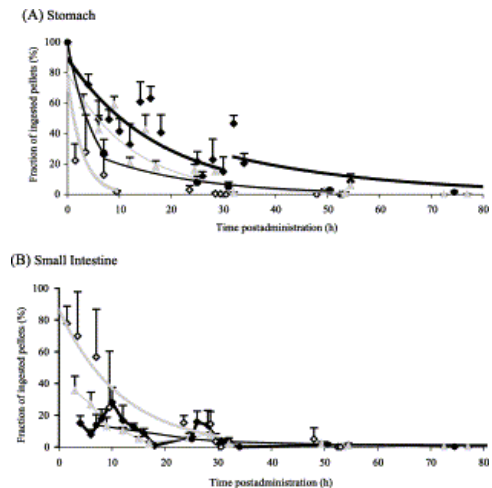 (A) Stomach
Fraction of ingested pellets (%)
100
80
60
40
20
0
0 10 20 30 40 50 60 70 80
Time postadministration (h)
(B) Small Intestine
Fraction of ingested pellets (%)
100
80
60
40
20
0
0 10 20 30 40 50 60 70 80
Time postadministration (h)